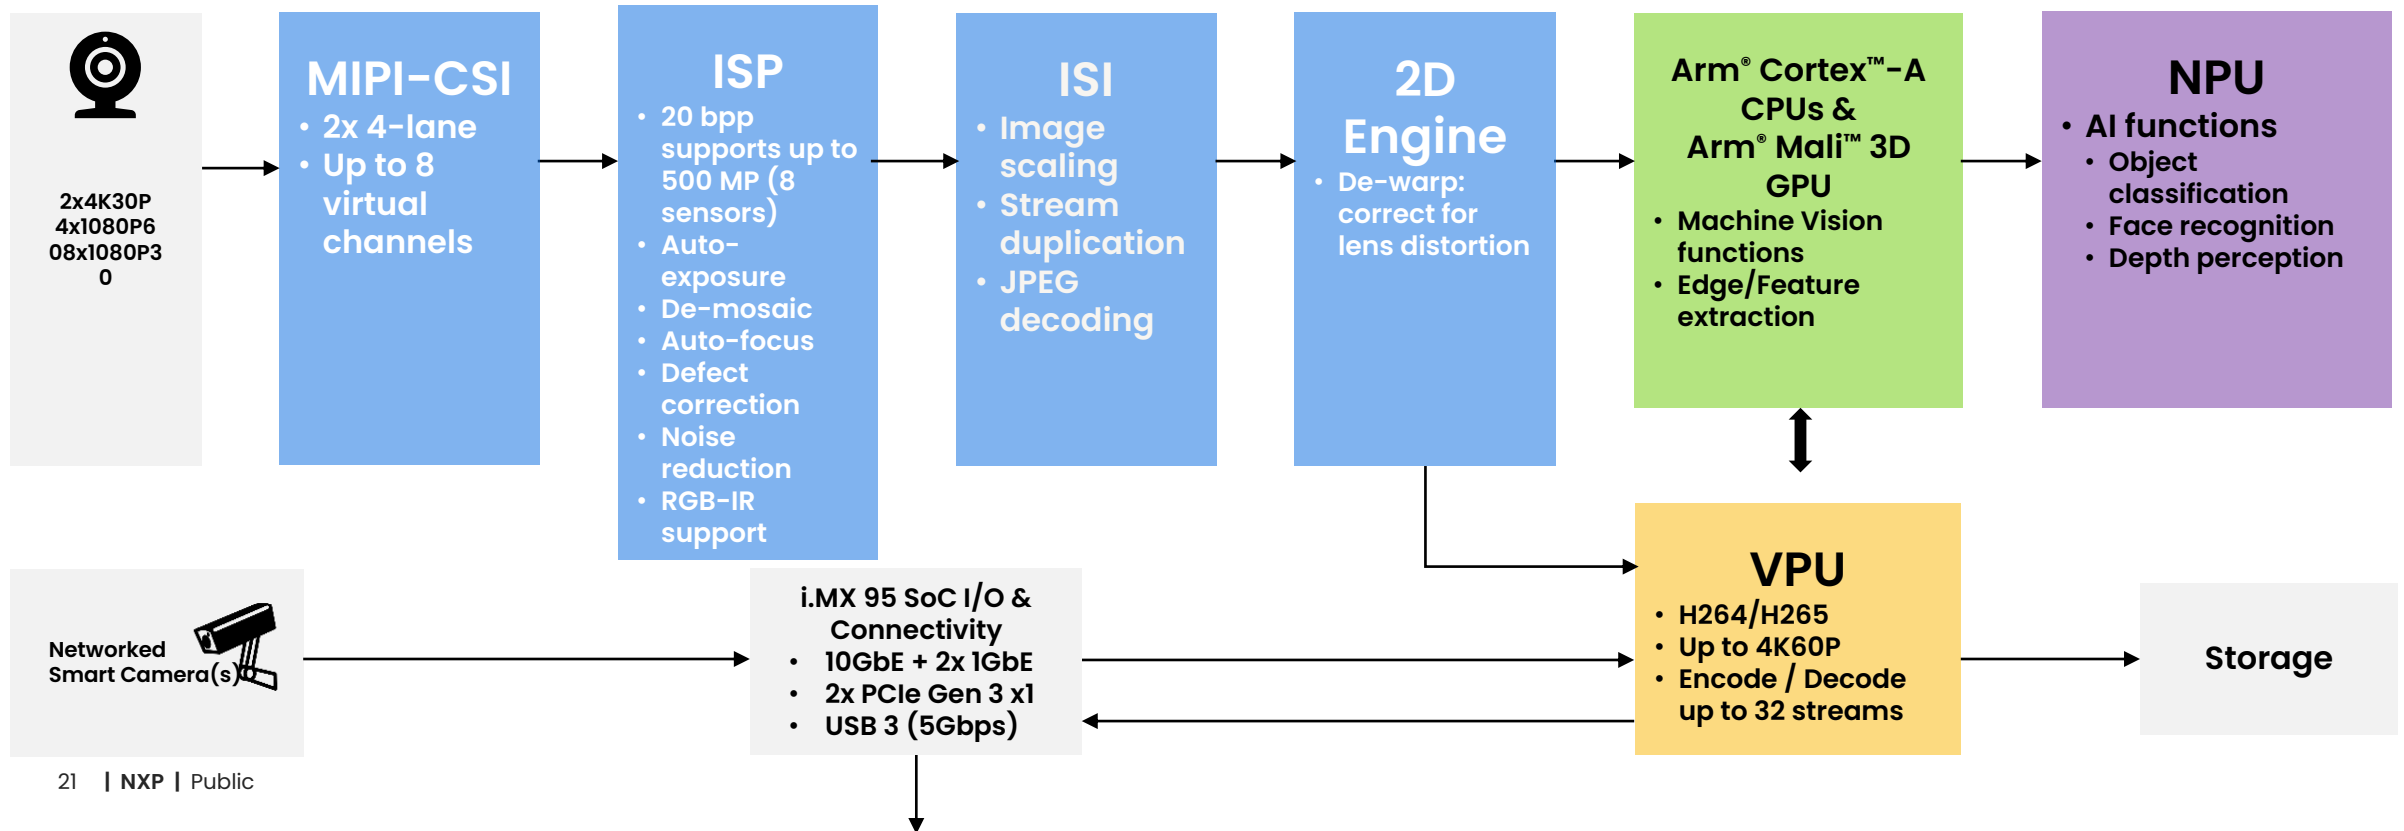 2x4K30P
4x1080P6
08x1080P3
0
MIPI-CSI
• 2x 4-lane
• Up to 8
virtual
channels
ISP
• 20 bpp
supports up to
500 MP (8
sensors)
• Auto-
exposure
• De-mosaic
• Auto-focus
• Defect
correction
• Noise
reduction
• RGB-IR
support
ISI
• Image
scaling
• Stream
duplication
• JPEG
decoding
2D
Engine
• De-warp:
correct for
lens distortion
Arm® Cortex™-A
CPUs &
Arm® Mali™ 3D
GPU
• Machine Vision
functions
• Edge/Feature
extraction
NPU
• AI functions
• Object
classification
• Face recognition
• Depth perception
Networked
Smart Camera(s)
i.MX 95 SoC I/O &
Connectivity
• 10GbE + 2x 1GbE
• 2x PCIe Gen 3 x1
• USB 3 (5Gbps)
VPU
• H264/H265
• Up to 4K60P
• Encode / Decode
up to 32 streams
Storage
21 | NXP | Public